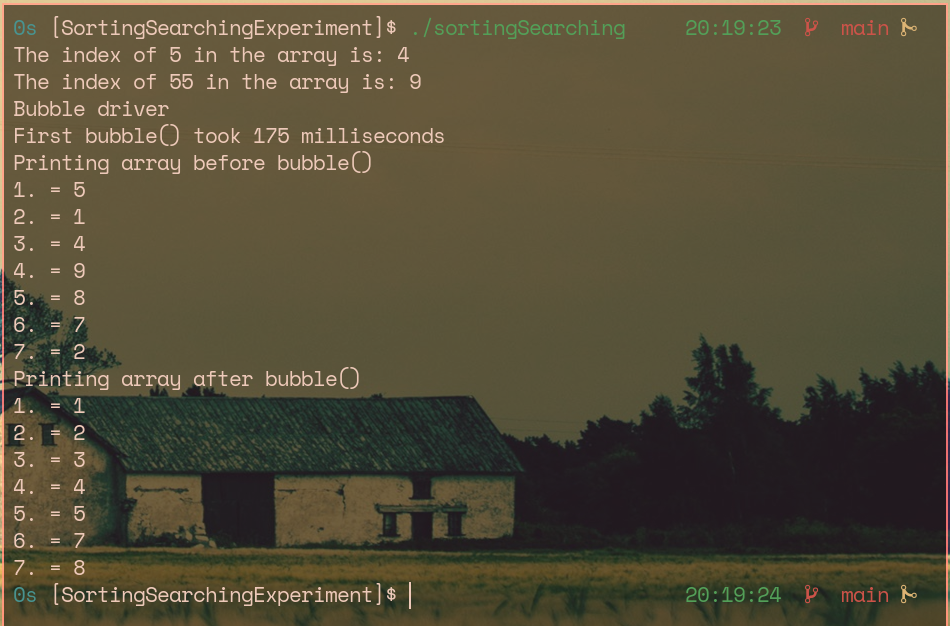 0s [SortingSearchingExperiment]$ ./sortingSearching 20:19:23 main
The index of 5 in the array is: 4
The index of 55 in the array is: 9
Bubble driver
First bubble() took 175 milliseconds
Printing array before bubble()
1. = 5
2. = 1
3. = 4
4. = 9
5. = 8
6. = 7
7. = 2
Printing array after bubble()
1. = 1
2. = 2
3. = 3
4. = 4
5. = 5
6. = 7
7. = 8
0s [SortingSearchingExperiment]$ 20:19:24 main